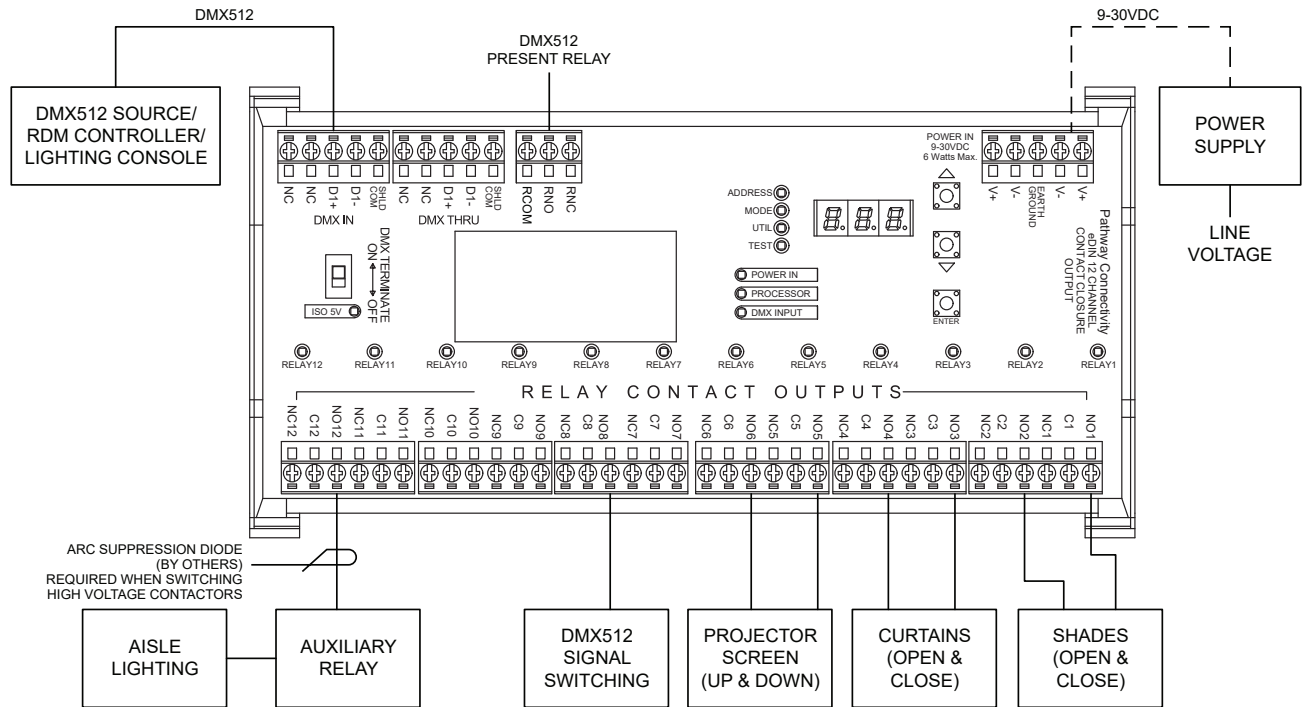 DMX512
9-30VDC
DMX512
PRESENT RELAY
DMX512 SOURCE/
RDM CONTROLLER/
LIGHTING CONSOLE
POWER
SUPPLY
LINE
VOLTAGE
NC
NC
D1+
D1-
SHLD
COM
DMX IN
NC
NC
D1+
D1-
SHLD
COM
DMX THRU
RCOM
RNO
RNC
POWER IN
9-30VDC
6 Watts Max.
V+
V-
EARTH
GROUND
V-
V+
ADDRESS
MODE
UTIL
TEST
8.8.8.
POWER IN
PROCESSOR
DMX INPUT
ENTER
Pathway Connectivity
eDIN 12 CHANNEL
CONTACT CLOSURE
OUTPUT
DMX TERMINATE
ON OFF
ISO 5V
RELAY12
RELAY11
RELAY10
RELAY9
RELAY8
RELAY7
RELAY6
RELAY5
RELAY4
RELAY3
RELAY2
RELAY1
RELAY CONTACT OUTPUTS
NC12
C12
NO12
NC11
C11
NO11
NC10
C10
NO10
NC9
C9
NO9
NC8
C8
NO8
NC7
C7
NO7
NC6
C6
NO6
NC5
C5
NO5
NC4
C4
NO4
NC3
C3
NO3
NC2
C2
NO2
NC1
C1
NO1
ARC SUPPRESSION DIODE
(BY OTHERS)
REQUIRED WHEN SWITCHING
HIGH VOLTAGE CONTACTORS
AISLE
LIGHTING
AUXILIARY
RELAY
DMX512
SIGNAL
SWITCHING
PROJECTOR
SCREEN
(UP & DOWN)
CURTAINS
(OPEN &
CLOSE)
SHADES
(OPEN &
CLOSE)